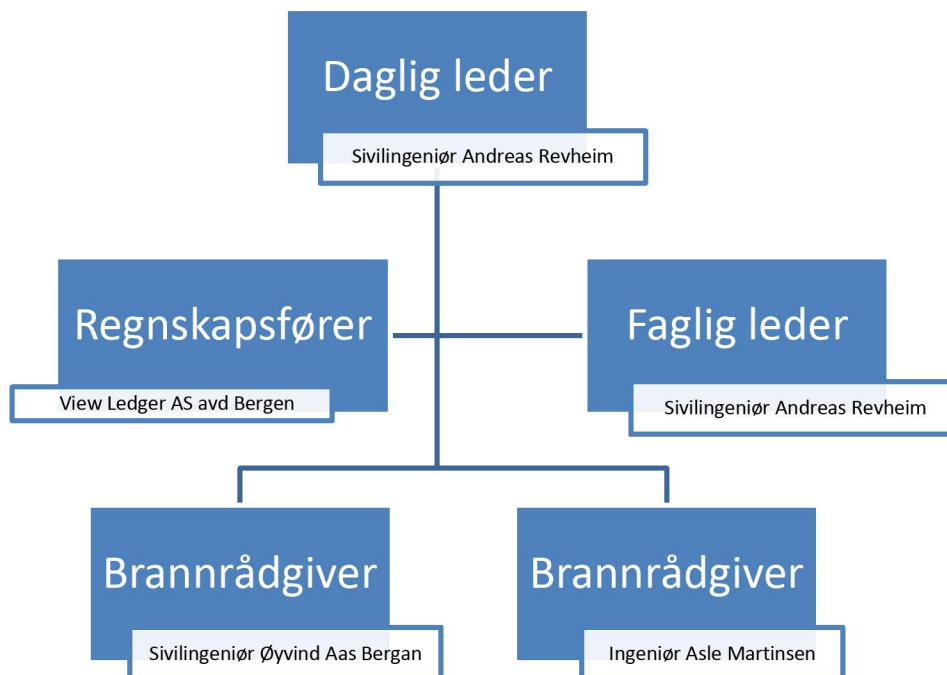 Daglig leder
Sivilingeniør Andreas Revheim
Regnskapsfører
View Ledger AS avd Bergen
Faglig leder
Sivilingeniør Andreas Revheim
Brannrådgiver
Sivilingeniør Øyvind Aas Bergan
Brannrådgiver
Ingeniør Asle Martinsen